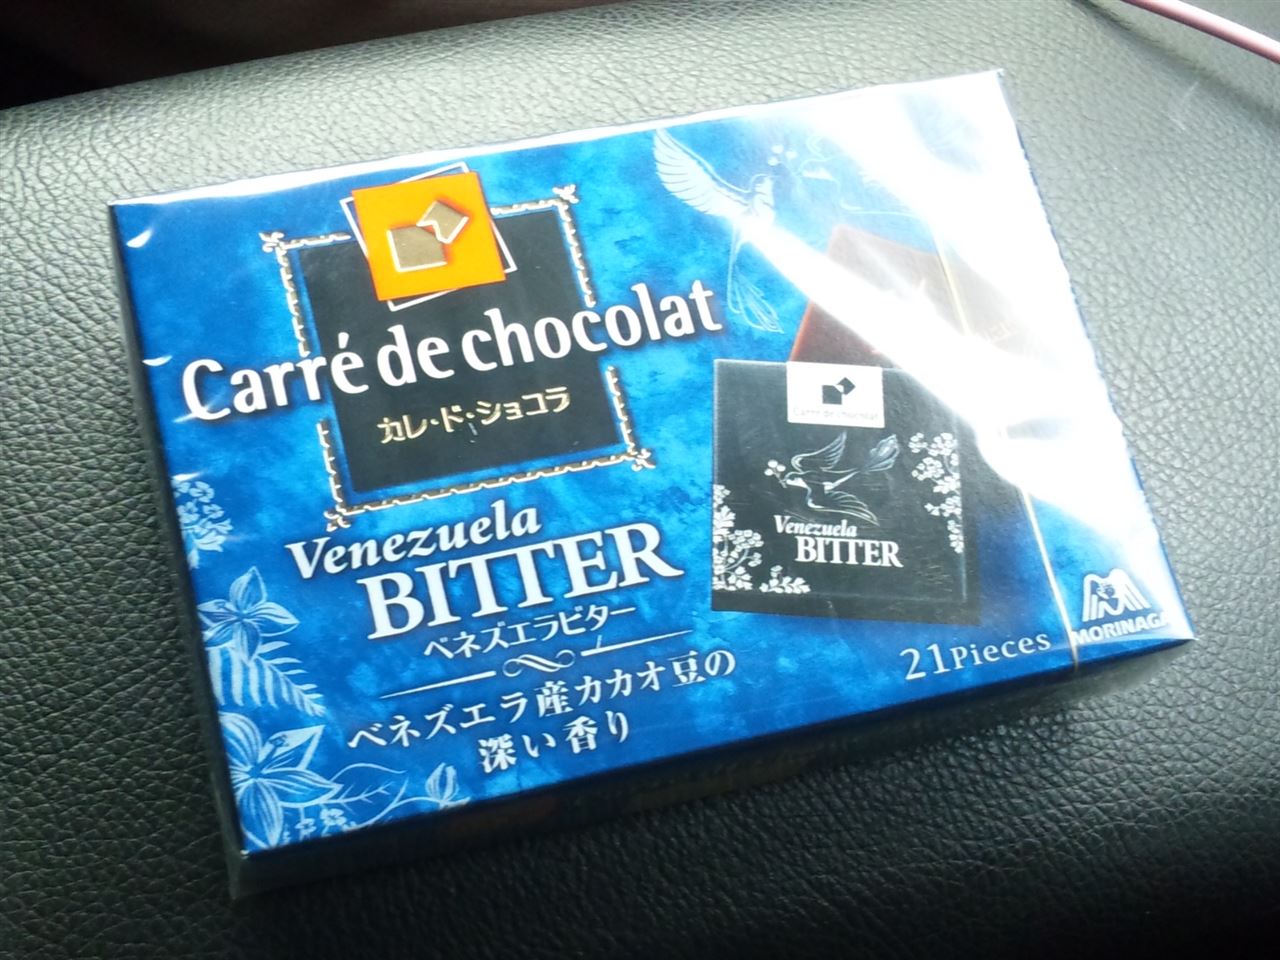 Carré de chocolat
カレ・ド・ショコラ
Venezuela
BITTER
ベネズエラビター
ベネズエラ産カカオ豆の
深い香り
Carré de chocolat
Venezuela
BITTER
21Pieces
MORINAGA